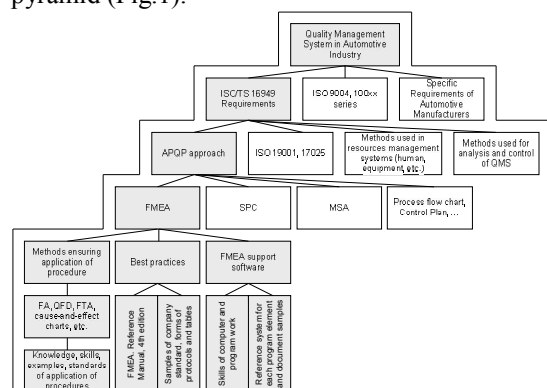 pyramid (Fig.1).
Quality Management
System in Automotive
Industry
ISC/TS 16949
Requirements
ISO 9004, 100xx
series
Specific
Requirements of
Automotive
Manufacturers
APQP approach
ISO 19001, 17025
Methods used in
resources management
systems (human,
equipment, etc.)
Methods used for
analysis and control
of QMS
FMEA
SPC
MSA
Process flow chart,
Control Plan, ...
Methods ensuring
application of
procedure
Best practices
FMEA support
software
FA, QFD, FTA,
cause-and-effect
charts, etc.
Knowledge, skills,
examples, standards
of application of
procedures
FMEA. Reference
Manual, 4th edition
Samples of company
standard, forms of
protocols and tables
Skills of computer and
program work
Reference system for
each program element
and document samples